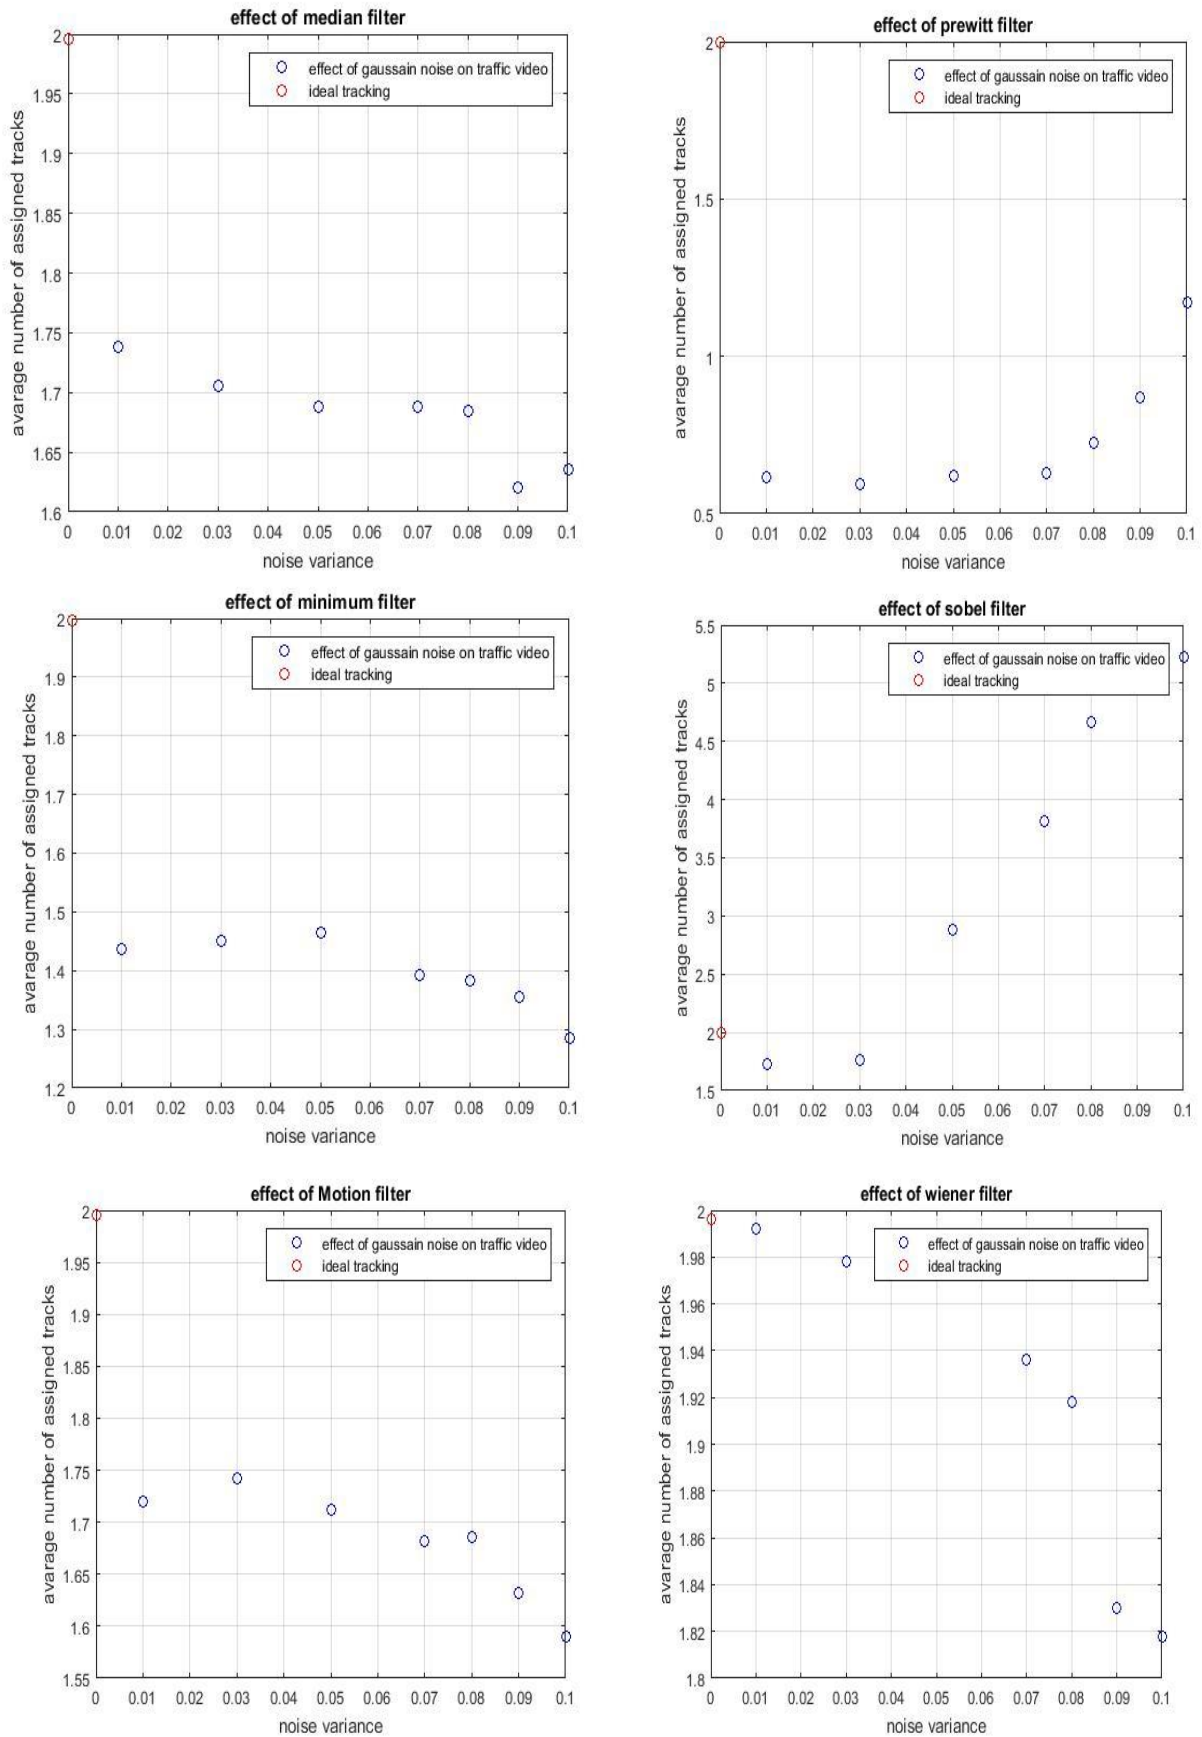 effect of median filter
2
1.95
1.9
1.85
1.8
1.75
1.7
1.65
1.6
avarage number of assigned tracks
effect of gaussain noise on traffic video
ideal tracking
0 0.01 0.02 0.03 0.04 0.05 0.06 0.07 0.08 0.09 0.1
noise variance
effect of prewitt filter
2
1.5
1
0.5
avarage number of assigned tracks
effect of gaussain noise on traffic video
ideal tracking
0 0.01 0.02 0.03 0.04 0.05 0.06 0.07 0.08 0.09 0.1
noise variance
effect of minimum filter
2
1.9
1.8
1.7
1.6
1.5
1.4
1.3
1.2
avarage number of assigned tracks
effect of gaussain noise on traffic video
ideal tracking
0 0.01 0.02 0.03 0.04 0.05 0.06 0.07 0.08 0.09 0.1
noise variance
effect of sobel filter
5.5
5
4.5
4
3.5
3
2.5
2
1.5
avarage number of assigned tracks
effect of gaussain noise on traffic video
ideal tracking
0 0.01 0.02 0.03 0.04 0.05 0.06 0.07 0.08 0.09 0.1
noise variance
effect of Motion filter
2
1.95
1.9
1.85
1.8
1.75
1.7
1.65
1.6
1.55
avarage number of assigned tracks
effect of gaussain noise on traffic video
ideal tracking
0 0.01 0.02 0.03 0.04 0.05 0.06 0.07 0.08 0.09 0.1
noise variance
effect of wiener filter
2
1.98
1.96
1.94
1.92
1.9
1.88
1.86
1.84
1.82
1.8
avarage number of assigned tracks
effect of gaussain noise on traffic video
ideal tracking
0 0.01 0.02 0.03 0.04 0.05 0.06 0.07 0.08 0.09 0.1
noise variance